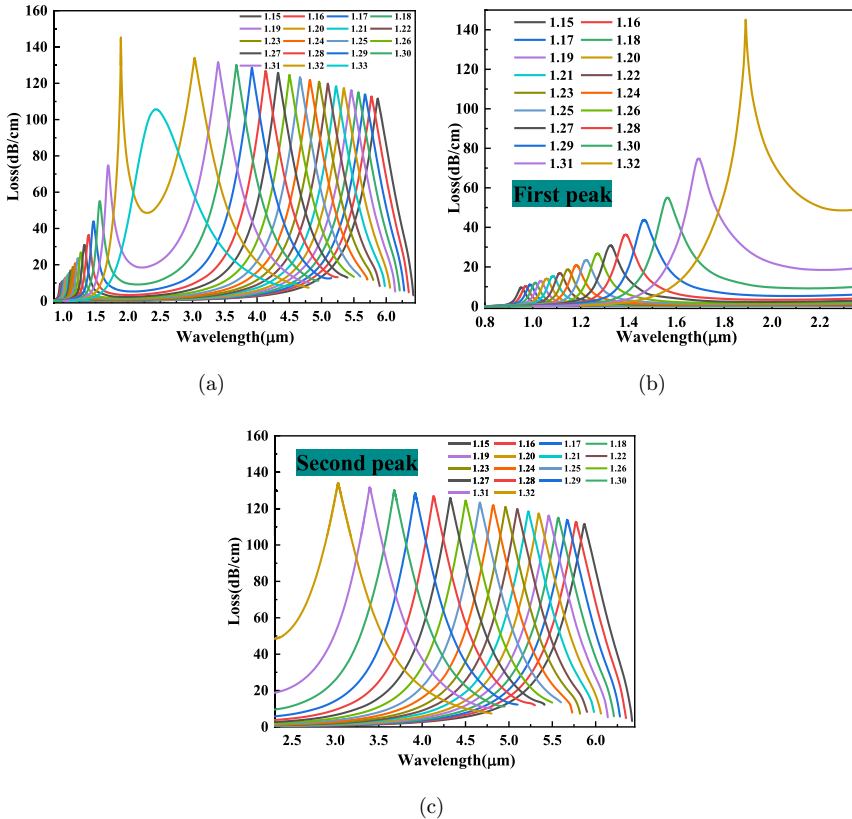 160
140
120
100
80
60
40
20
0
Loss(dB/cm)
1.15 1.16 1.17 1.18
1.19 1.20 1.21 1.22
1.23 1.24 1.25 1.26
1.27 1.28 1.29 1.30
1.31 1.32 1.33
1.0 1.5 2.0 2.5 3.0 3.5 4.0 4.5 5.0 5.5 6.0
Wavelength(μm)
(a)
160
140
120
100
80
60
40
20
0
Loss(dB/cm)
1.15 1.16
1.17 1.18
1.19 1.20
1.21 1.22
1.23 1.24
1.25 1.26
1.27 1.28
1.29 1.30
1.31 1.32
First peak
0.8 1.0 1.2 1.4 1.6 1.8 2.0 2.2
Wavelength(μm)
(b)
160
140
120
100
80
60
40
20
0
Loss(dB/cm)
Second peak
1.15 1.16 1.17 1.18
1.19 1.20 1.21 1.22
1.23 1.24 1.25 1.26
1.27 1.28 1.29 1.30
1.31 1.32
2.5 3.0 3.5 4.0 4.5 5.0 5.5 6.0
Wavelength(μm)
(c)